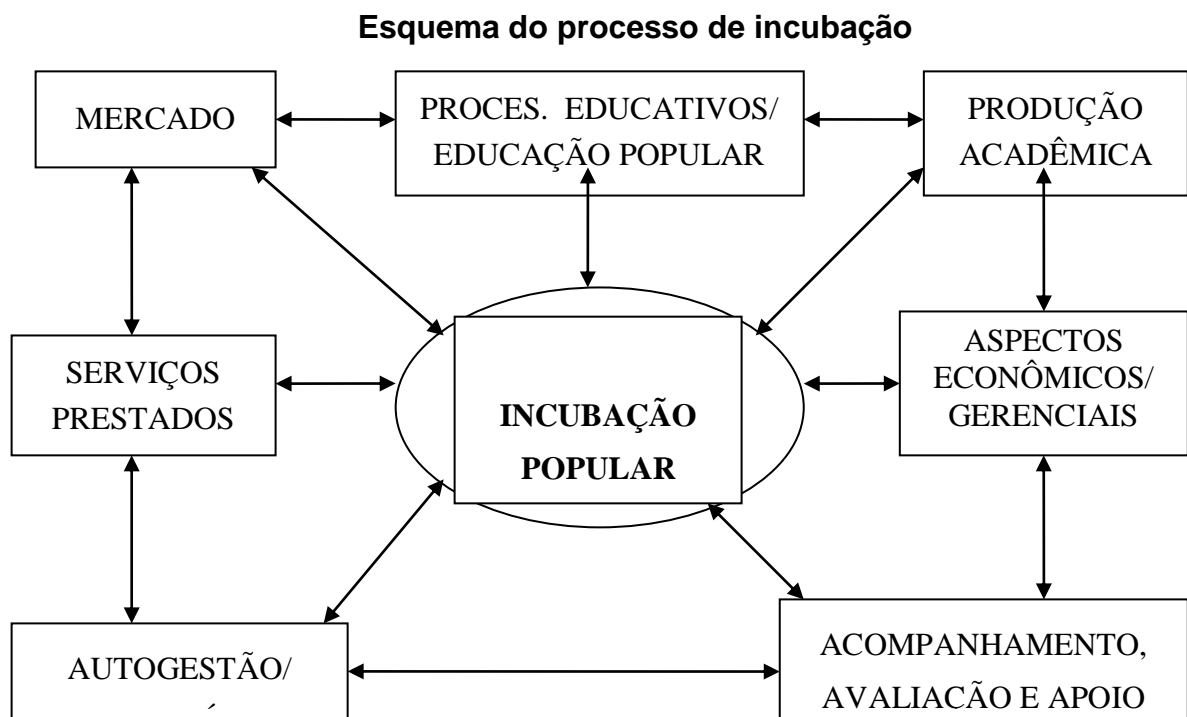 Esquema do processo de incubação
MERCADO
PROCES. EDUCATIVOS/
EDUCAÇÃO POPULAR
PRODUÇÃO
ACADÊMICA
SERVIÇOS
PRESTADOS
INCUBAÇÃO
POPULAR
ASPECTOS
ECONÔMICOS/
GERENCIAIS
AUTOGESTÃO/
ACOMPANHAMENTO,
AVALIAÇÃO E APOIO